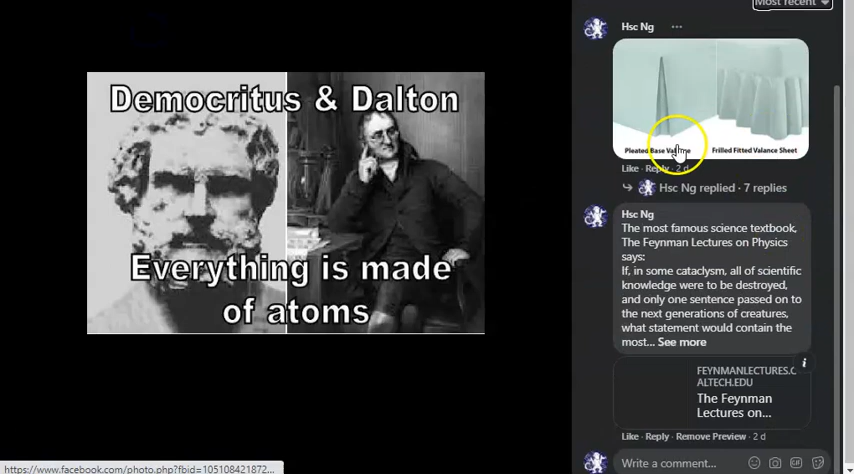 Most recent
Hsc Ng
Democritus & Dalton
Everything is made
of atoms
Pleated Base Valance
Frilled Fitted Valance Sheet
Like · Reply · 2 d
Hsc Ng replied · 7 replies
Hsc Ng
The most famous science textbook,
The Feynman Lectures on Physics
says:
If, in some cataclysm, all of scientific
knowledge were to be destroyed,
and only one sentence passed on to
the next generations of creatures,
what statement would contain the
most... See more
FEYNMANLECTURES.C
ALTECH.EDU
The Feynman
Lectures on...
Like · Reply · Remove Preview · 2 d
Write a comment...
GIF
https://www.facebook.com/photo.php?fbid=105108421872...